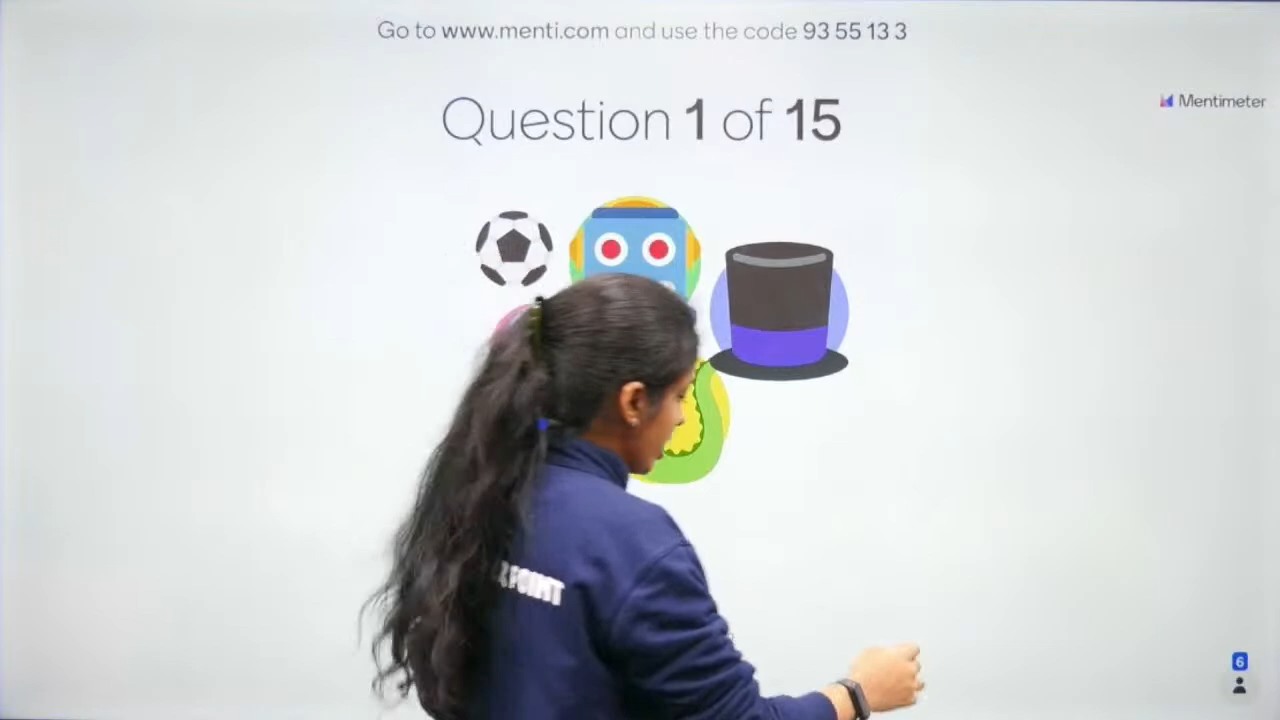 Go to www.menti.com and use the code 93 55 13 3
Mentimeter
Question 1 of 15
POINT
6